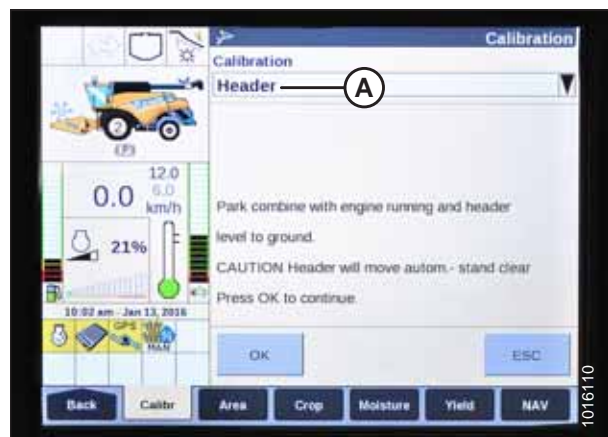 Calibration
Calibration
Header
A
12.0
6.0
0.0
km/h
21%
Park combine with engine running and header
level to ground.
CAUTION Header will move autom.- stand clear
Press OK to continue
10:02 am - Jan 13, 2016
GPS
MAN
OK
ESC
Back
Calibr
Area
Crop
Moisture
Yield
NAV
1016110